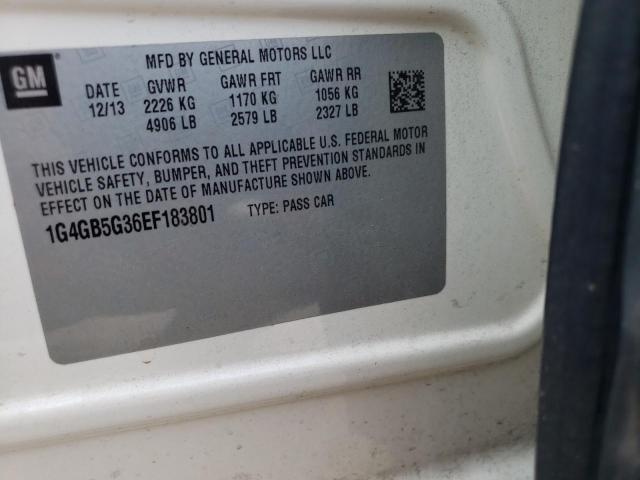 GM
MFD BY GENERAL MOTORS LLC
DATE GVWR GAWR FRT GAWR RR
12/13 2226 KG 1170 KG 1056 KG
4906 LB 2579 LB 2327 LB
THIS VEHICLE CONFORMS TO ALL APPLICABLE U.S. FEDERAL MOTOR
VEHICLE SAFETY, BUMPER, AND THEFT PREVENTION STANDARDS IN
EFFECT ON THE DATE OF MANUFACTURE SHOWN ABOVE.
1G4GB5G36EF183801 TYPE: PASS CAR